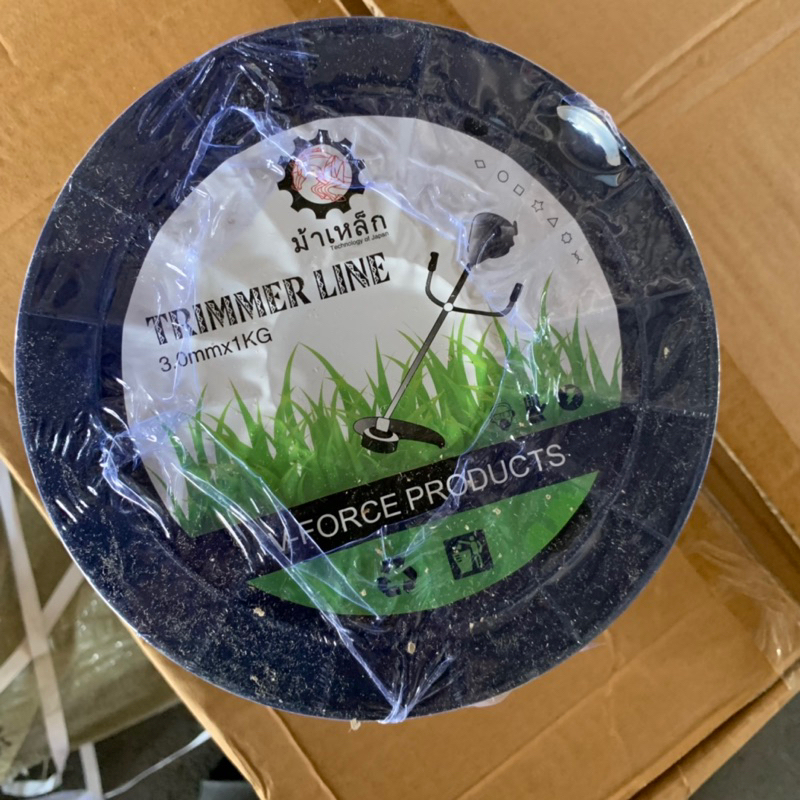 ม้าเหล็ก
Technology of Japan
TRIMMER LINE
3.0mmx1KG
V-FORCE PRODUCTS